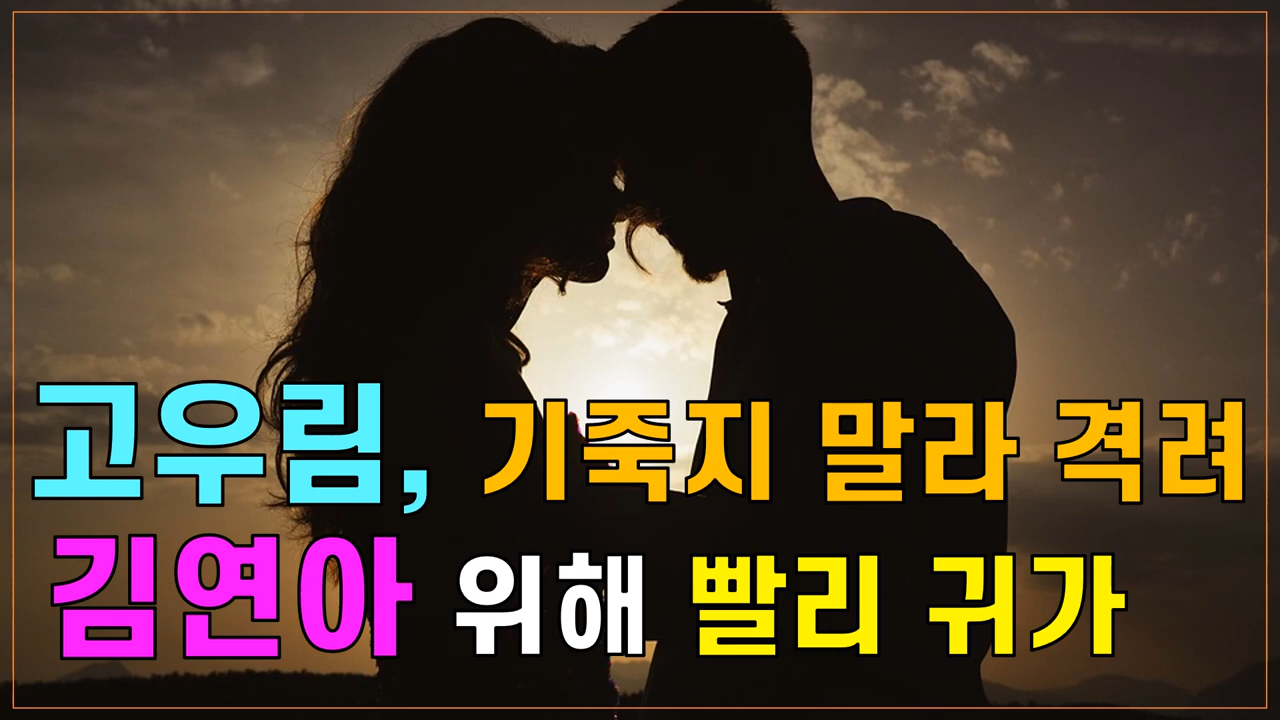 고우림, 기죽지 말라 격려
김연아 위해 빨리 귀가